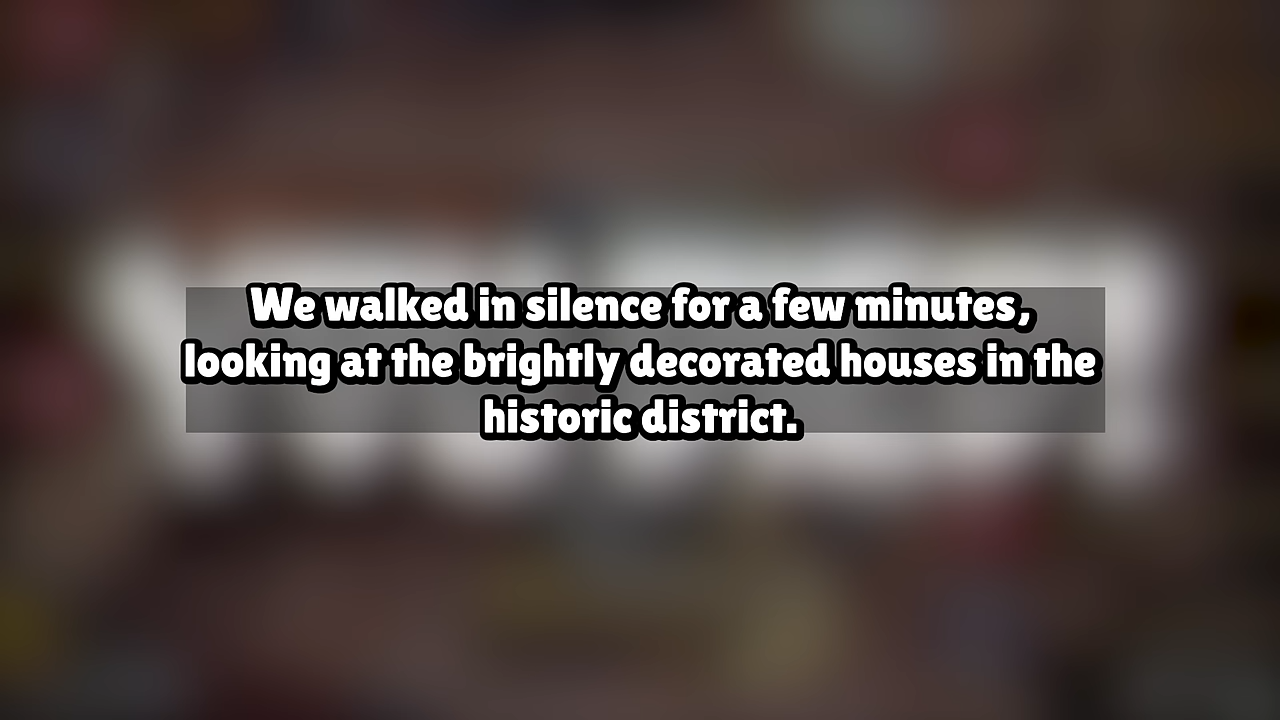 We walked in silence for a few minutes,
looking at the brightly decorated houses in the
historic district.